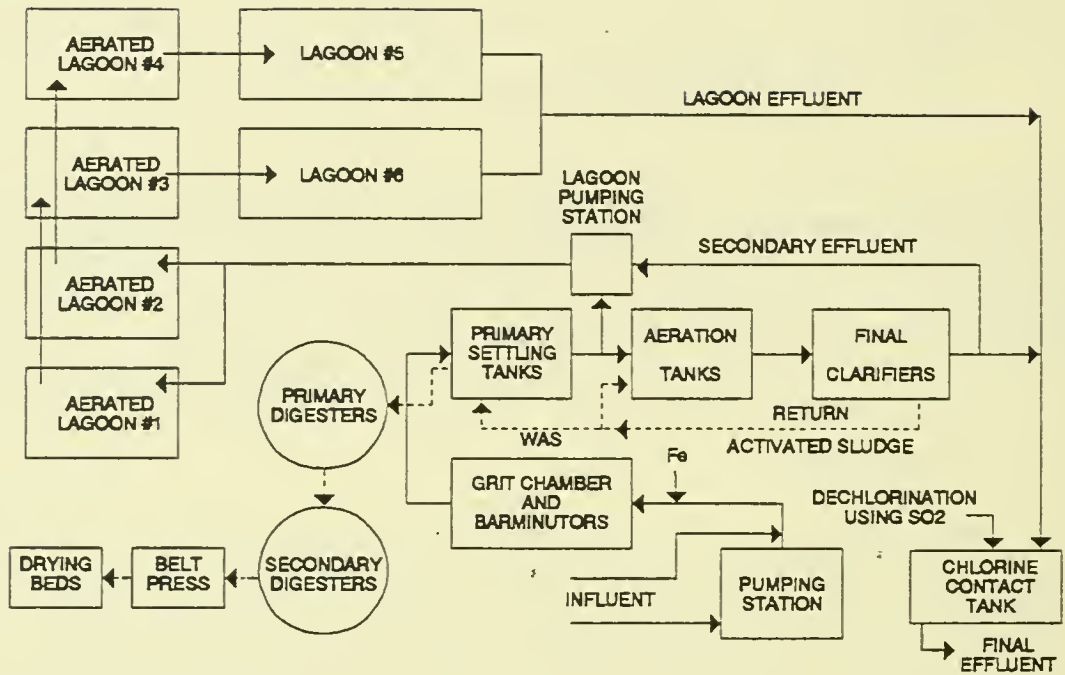 AERATED
LAGOON #4
LAGOON #5
LAGOON EFFLUENT
AERATED
LAGOON #3
LAGOON #6
LAGOON
PUMPING
STATION
SECONDARY EFFLUENT
AERATED
LAGOON #2
PRIMARY
SETTLING
TANKS
AERATION
TANKS
FINAL
CLARIFIERS
AERATED
LAGOON #1
PRIMARY
DIGESTERS
WAS
RETURN
ACTIVATED SLUDGE
Fe
GRIT CHAMBER
AND
BARMINUTORS
DECHLORINATION
USING SO2
DRYING
BEDS
BELT
PRESS
SECONDARY
DIGESTERS
INFLUENT
PUMPING
STATION
CHLORINE
CONTACT
TANK
FINAL
EFFLUENT